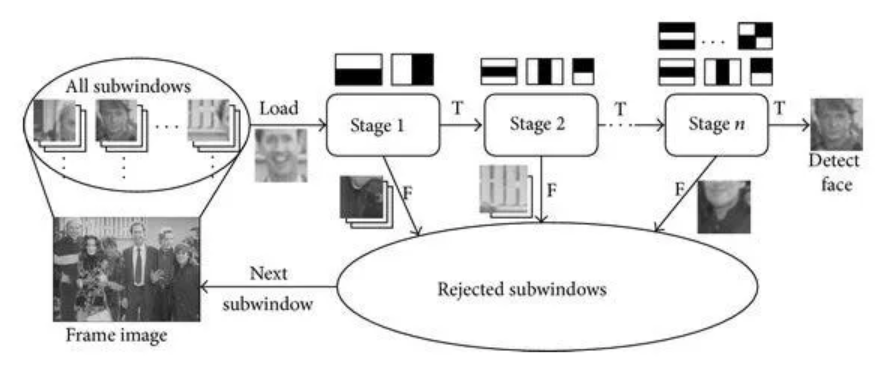 All subwindows
. . .
Load
Stage 1
T
Stage 2
T
. . . .
. . .
Stage n
T
Detect
face
F
F
F
Rejected subwindows
Next
subwindow
Frame image